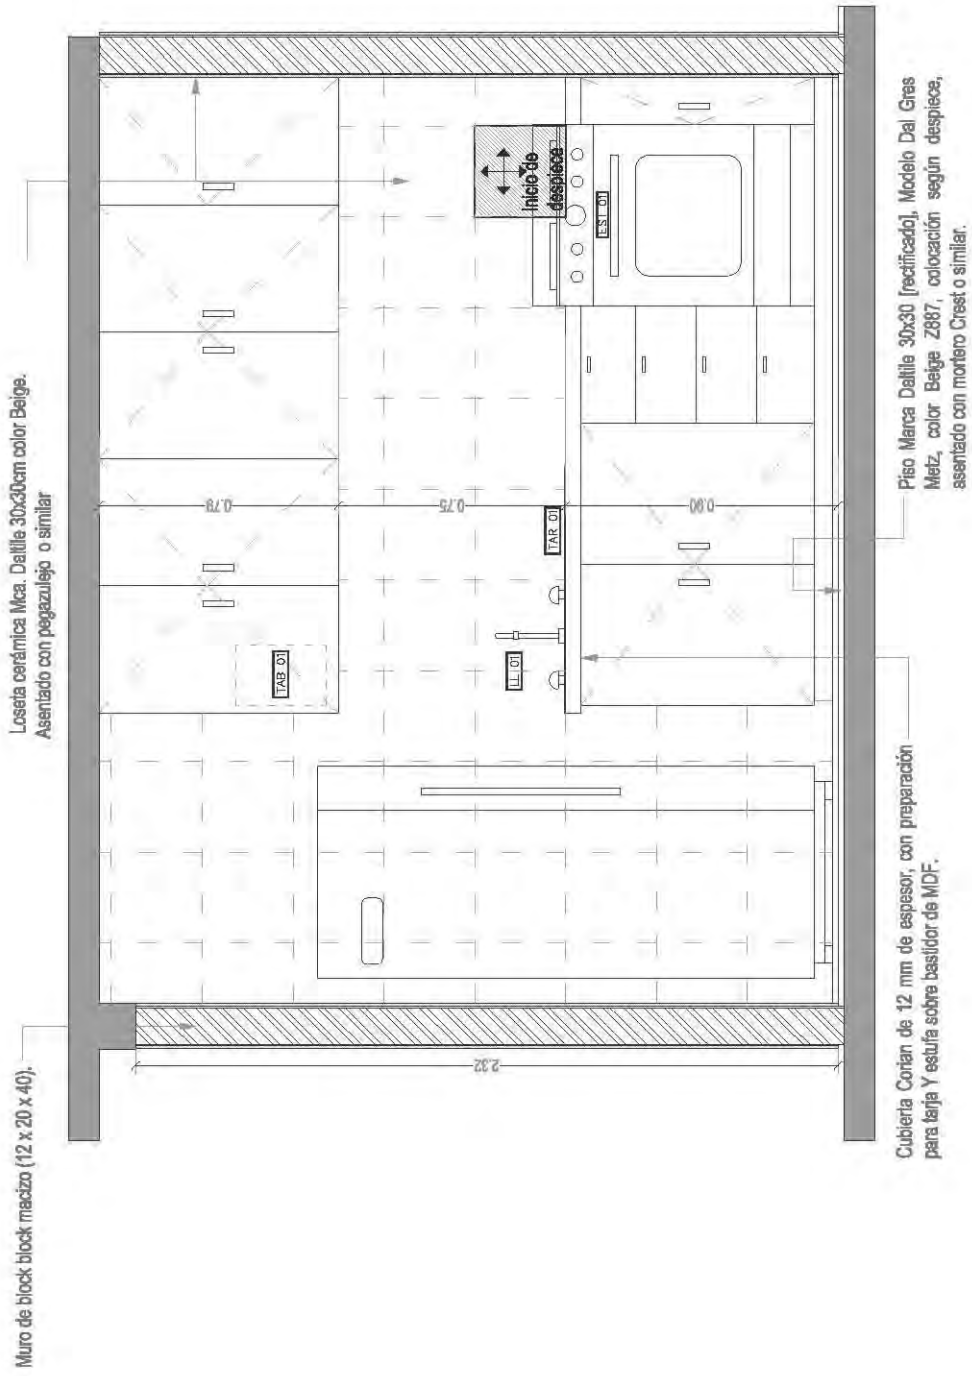 Muro de block block macizo (12 x 20 x 40).
Loseta cerámica Mca. Daltile 30x30cm color Beige.
Asentado con pegazulejo o similar
0.78
0.75
0.90
2.32
TAB 01
LL 01
TAR 01
EST 01
Inicio de
despiece
Cubierta Corian de 12 mm de espesor, con preparación
para tarja Y estufa sobre bastidor de MDF.
Piso Marca Daltile 30x30 [rectificado], Modelo Dal Gres
Metz, color Beige Z887, colocación según despiece,
asentado con mortero Crest o similar.